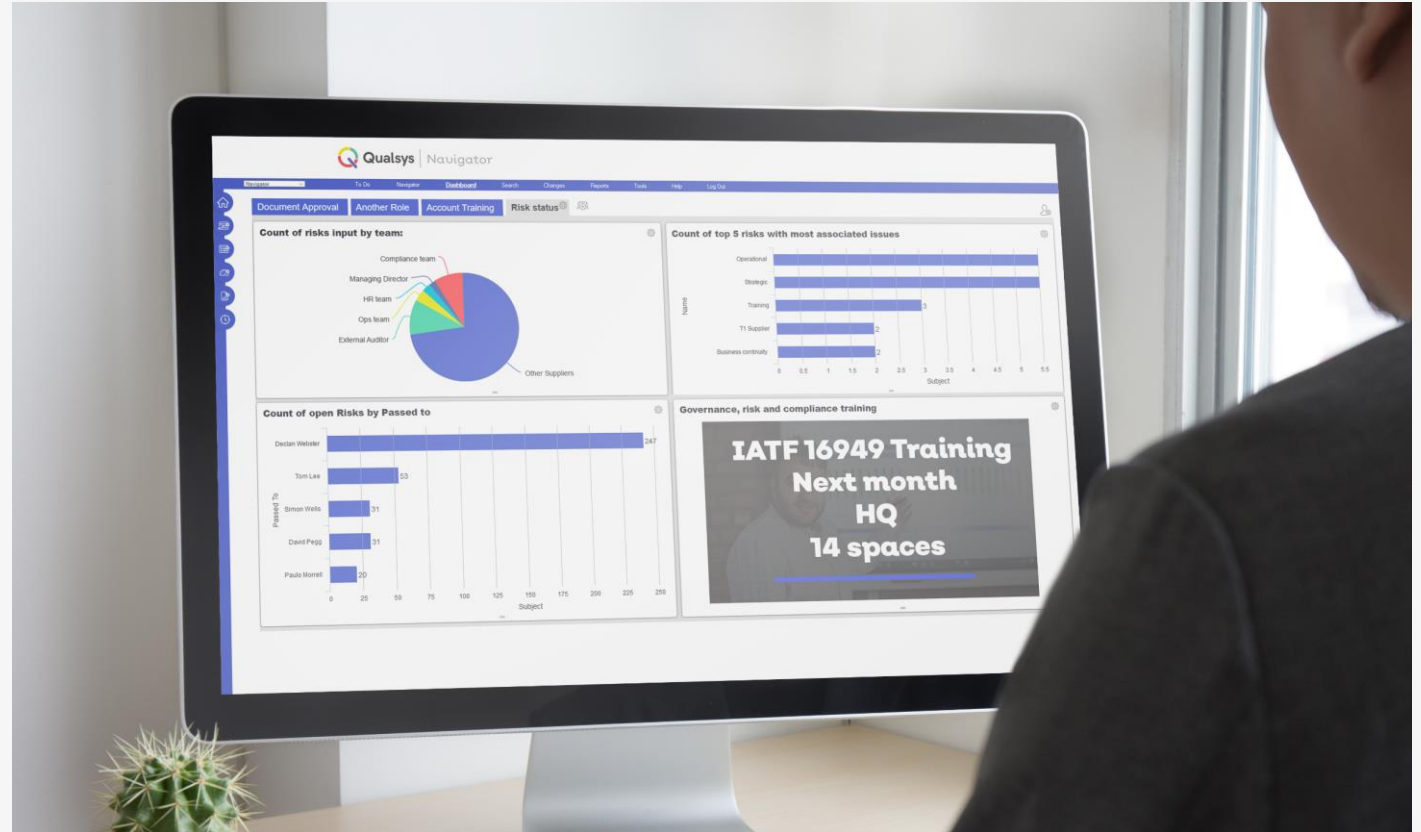 Qualsys Navigator
Navigator To Do Navigator Dashboard Search Changes Reports Tools Help Log Out
Document Approval Another Role Account Training Risk status
Count of risks input by team:
Compliance team
Managing Director
HR team
Ops team
External Auditor
Other Suppliers
Count of top 5 risks with most associated issues
Name
Operational
Strategic
Training 3
T1 Supplier 2
Business continuity 2
0 0.5 1 1.5 2 2.5 3 3.5 4 4.5 5 5.5
Subject
Count of open Risks by Passed to
Passed To
Declan Webster 247
Tom Lee 53
Simon Wells 31
David Pegg 31
Paulo Morrell 20
0 25 50 75 100 125 150 175 200 225 250
Subject
Governance, risk and compliance training
IATF 16949 Training
Next month
HQ
14 spaces